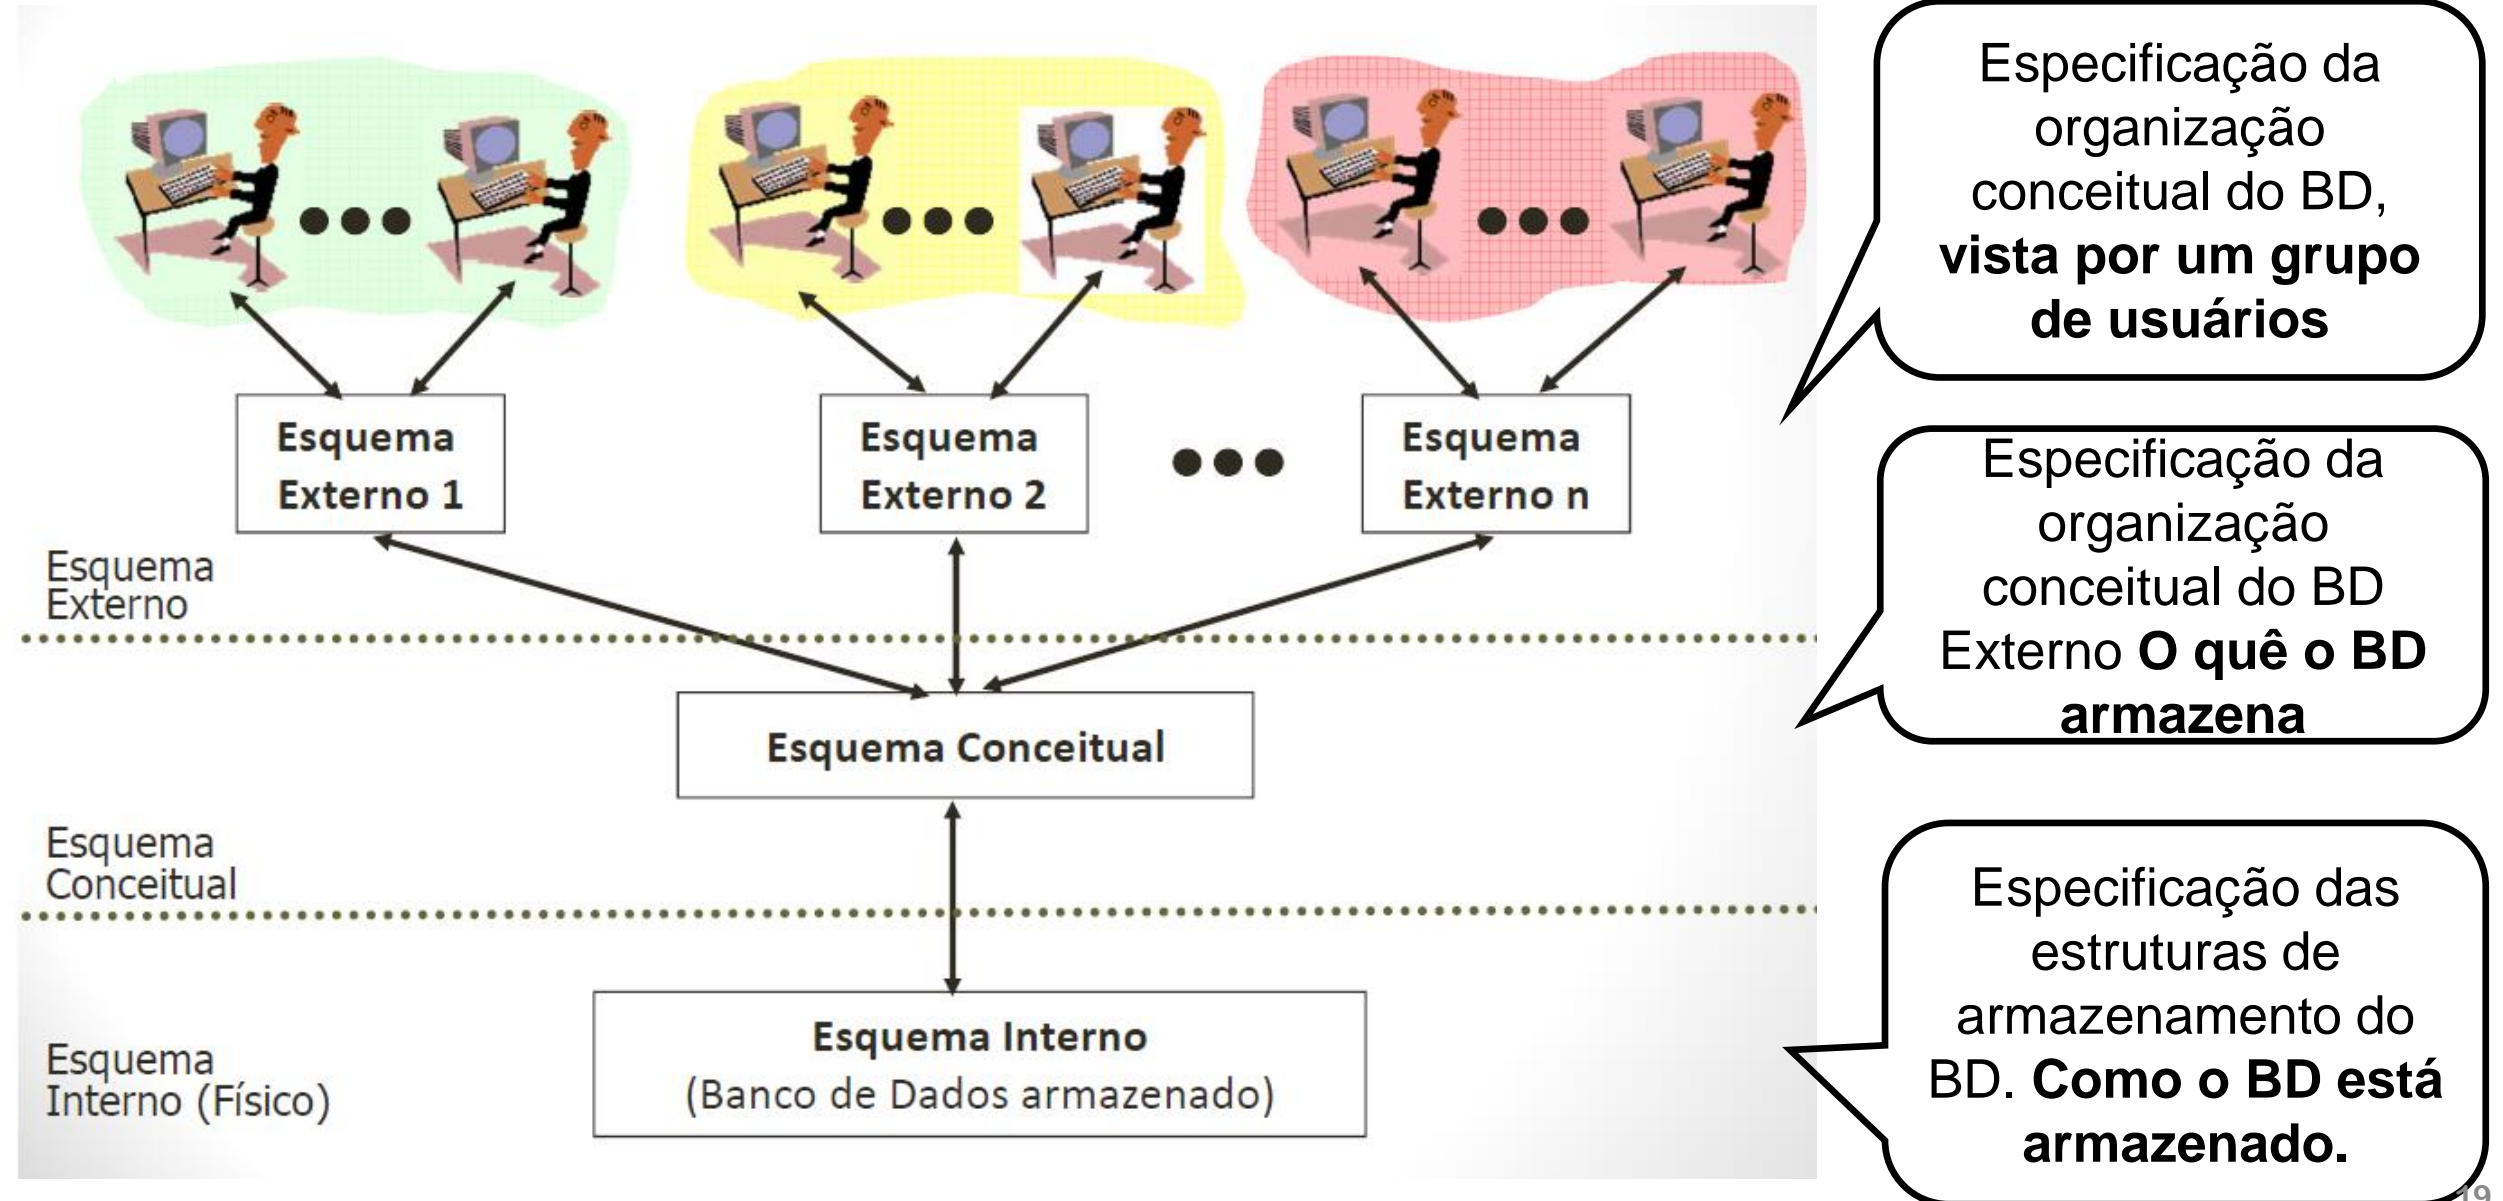 Especificação da
organização
conceitual do BD,
vista por um grupo
de usuários
Esquema
Externo 1
Esquema
Externo 2
Esquema
Externo n
Esquema
Externo
Especificação da
organização
conceitual do BD
Externo O quê o BD
armazena
Esquema Conceitual
Esquema
Conceitual
Especificação das
estruturas de
armazenamento do
BD. Como o BD está
armazenado.
Esquema Interno
(Banco de Dados armazenado)
Esquema
Interno (Físico)
19